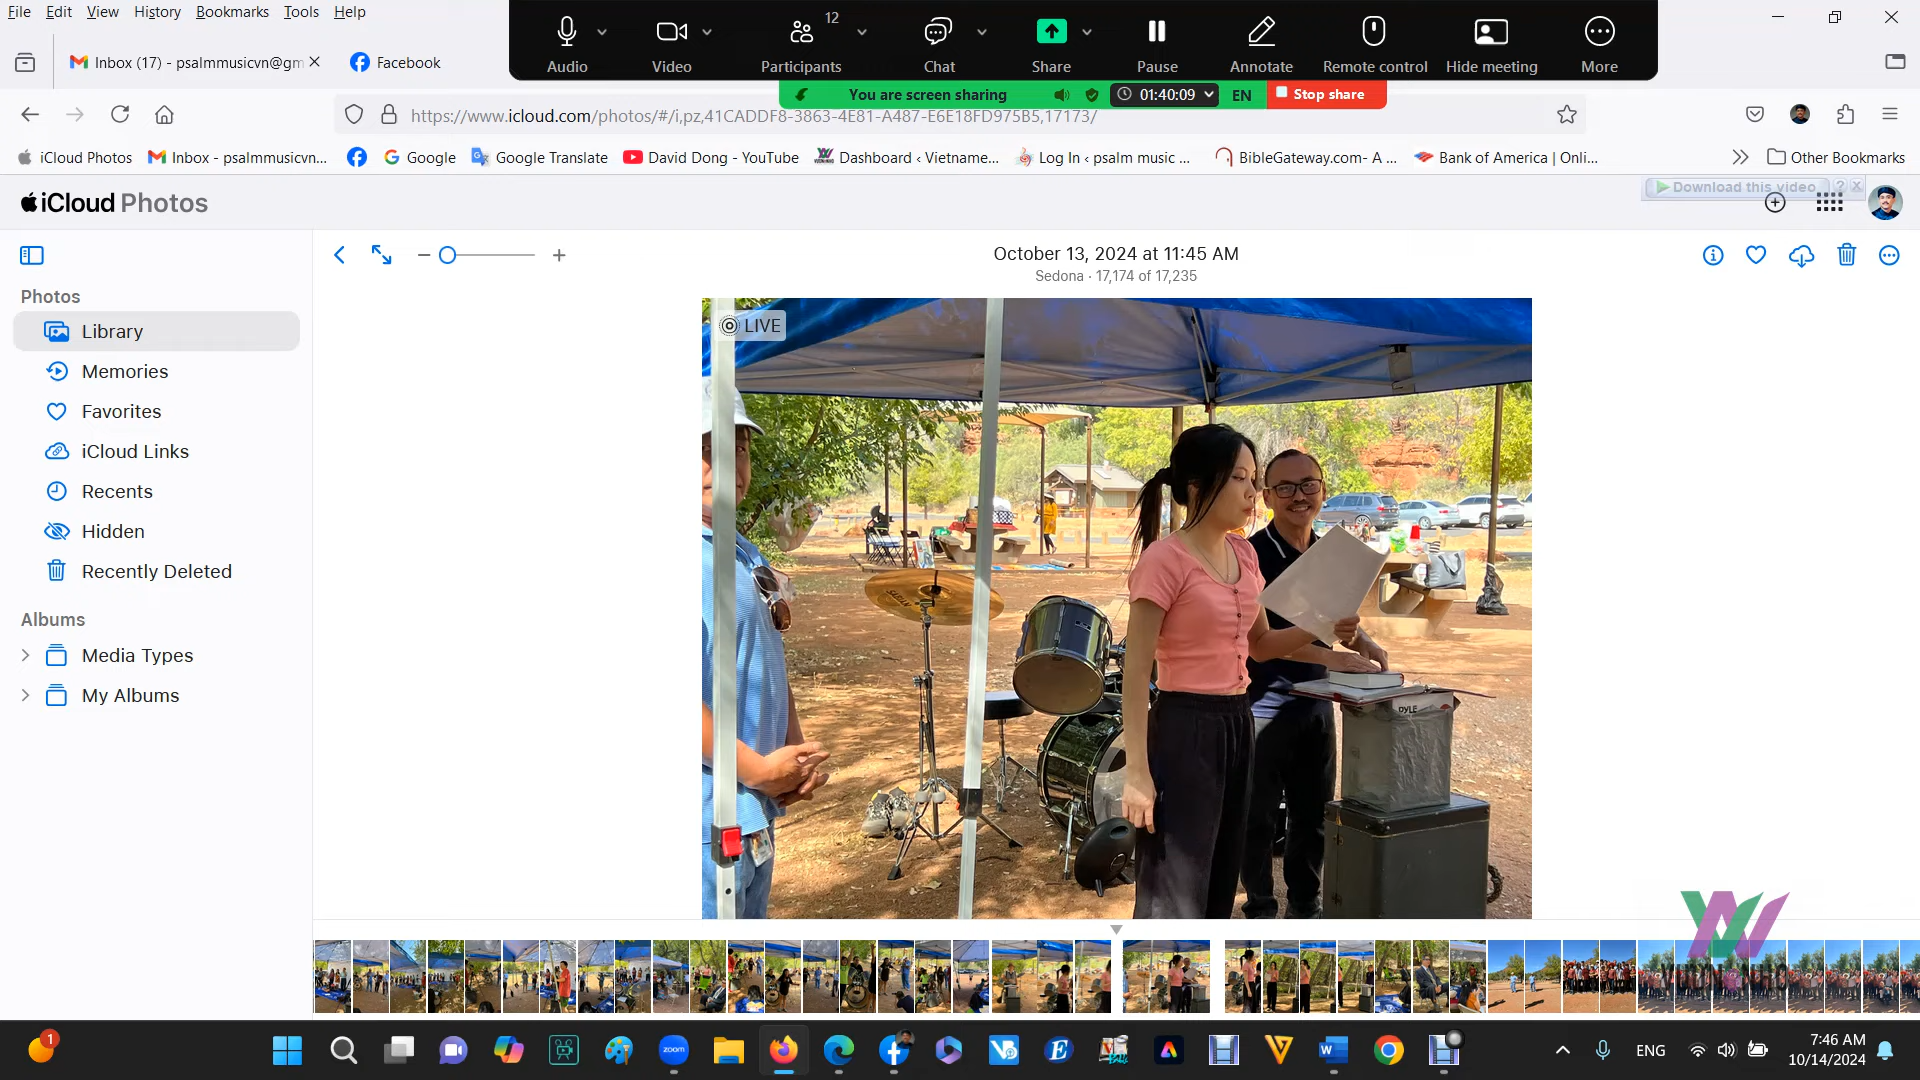 File Edit View History Bookmarks Tools Help
12
Audio Video Participants Chat Share Pause Annotate Remote control Hide meeting More
Inbox (17) - psalmmusicvn@gm
Facebook
You are screen sharing
01:40:09
EN
Stop share
https://www.icloud.com/photos/#/i,pz,41CADDF8-3863-4E81-A487-E6E18FD975B5,17173/
iCloud Photos Inbox - psalmmusicvn... Google Google Translate David Dong - YouTube Dashboard ‹ Vietname... Log In ‹ psalm music ... BibleGateway.com- A ... Bank of America | Onli... Other Bookmarks
Download this video ?
iCloud Photos
October 13, 2024 at 11:45 AM
Sedona · 17,174 of 17,235
Photos
Library
Memories
Favorites
iCloud Links
Recents
Hidden
Recently Deleted
Albums
Media Types
My Albums
LIVE
SABIAN
PYLE
zoom
1
ENG
7:46 AM
10/14/2024